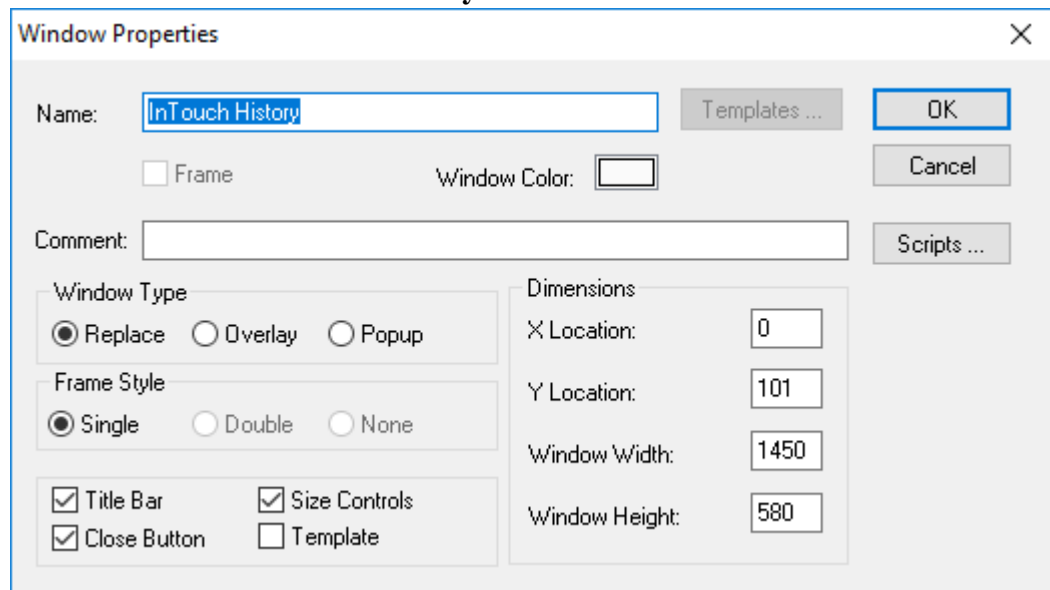 Window Properties
Name: InTouch History Templates ... OK
Frame Window Color: Cancel
Comment: Scripts ...
Window Type
Replace Overlay Popup
Frame Style
Single Double None
Title Bar Size Controls
Close Button Template
Dimensions
X Location: 0
Y Location: 101
Window Width: 1450
Window Height: 580